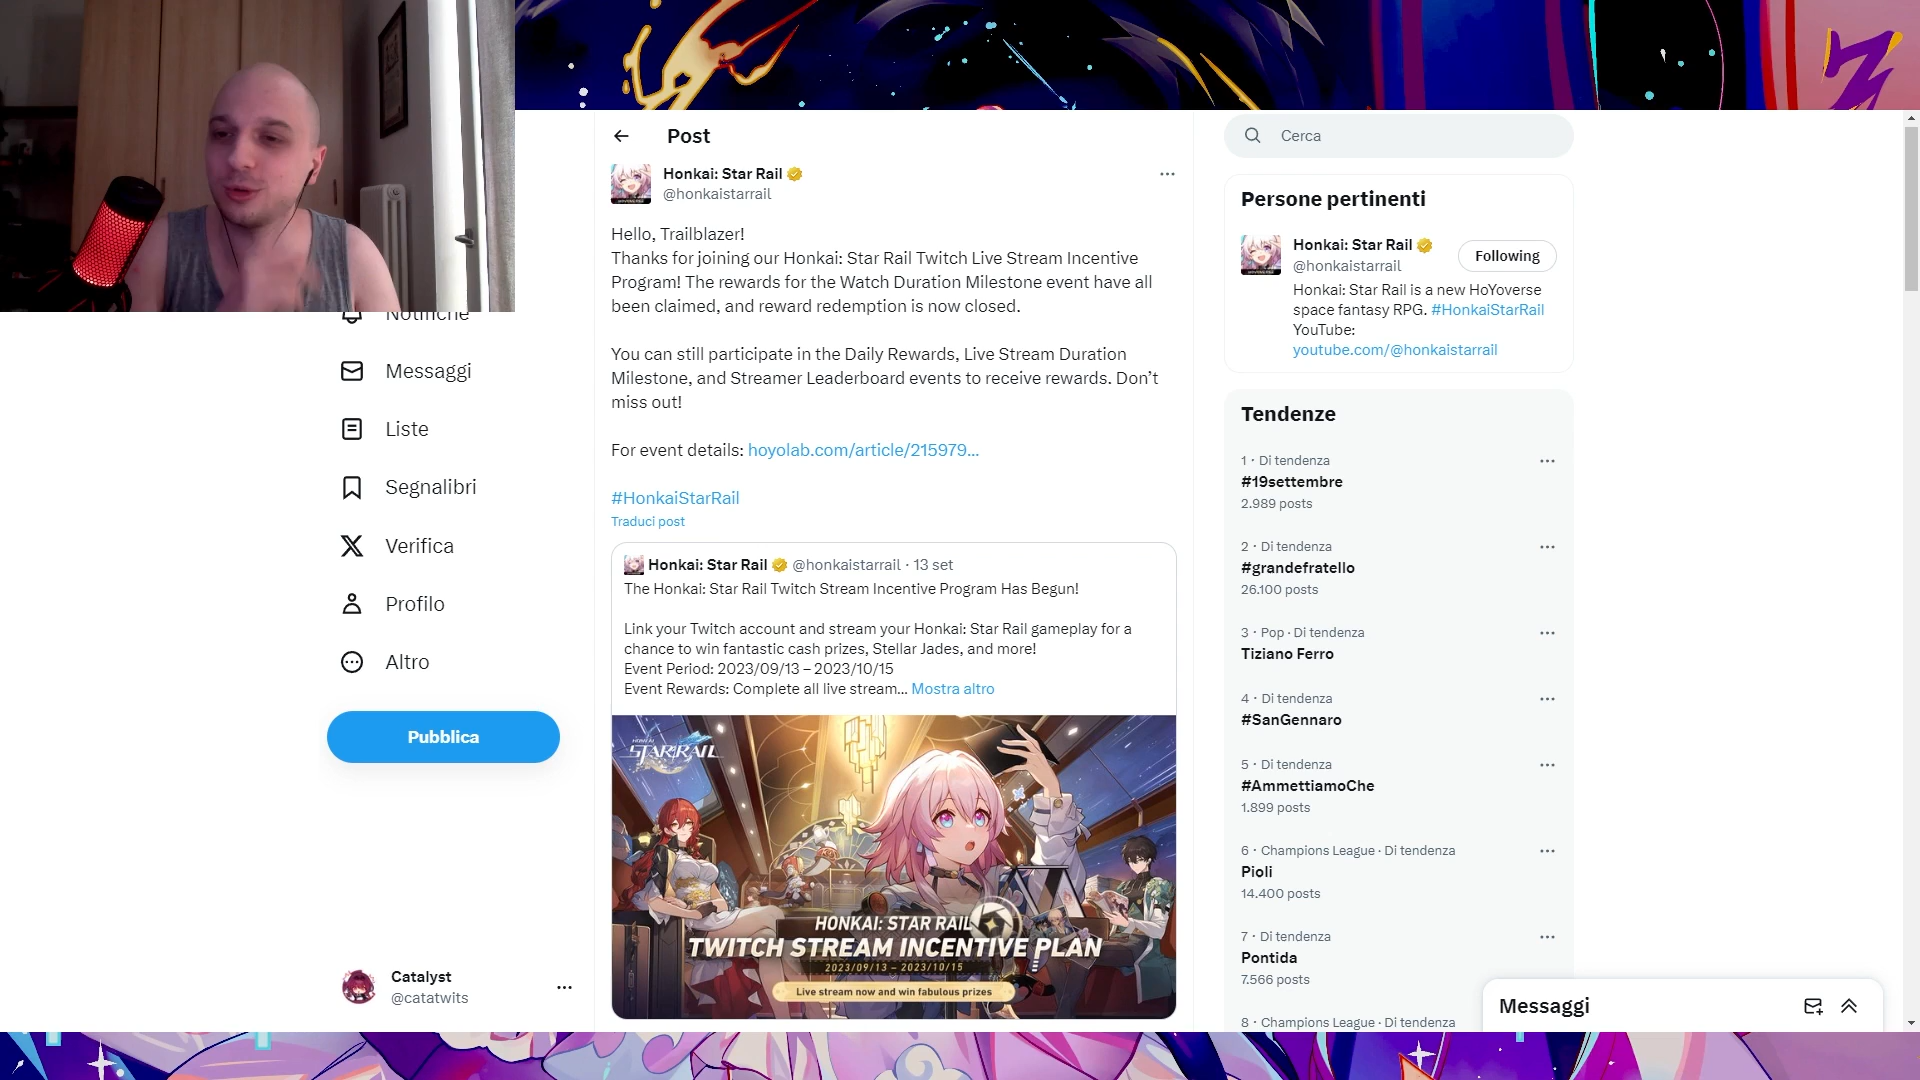 Post
Honkai: Star Rail
@honkaistarrail
Hello, Trailblazer!
Thanks for joining our Honkai: Star Rail Twitch Live Stream Incentive
Program! The rewards for the Watch Duration Milestone event have all
been claimed, and reward redemption is now closed.
You can still participate in the Daily Rewards, Live Stream Duration
Milestone, and Streamer Leaderboard events to receive rewards. Don’t
miss out!
For event details: hoyolab.com/article/215979…
#HonkaiStarRail
Traduci post
Honkai: Star Rail @honkaistarrail · 13 set
The Honkai: Star Rail Twitch Stream Incentive Program Has Begun!
Link your Twitch account and stream your Honkai: Star Rail gameplay for a
chance to win fantastic cash prizes, Stellar Jades, and more!
Event Period: 2023/09/13 – 2023/10/15
Event Rewards: Complete all live stream... Mostra altro
HONKAI
STAR RAIL
HONKAI: STAR RAIL
TWITCH STREAM INCENTIVE PLAN
2023/09/13 – 2023/10/15
Live stream now and win fabulous prizes
Notifiche
Messaggi
Liste
Segnalibri
Verifica
Profilo
Altro
Pubblica
Catalyst
@catatwits
Cerca
Persone pertinenti
Honkai: Star Rail
@honkaistarrail
Following
Honkai: Star Rail is a new HoYoverse
space fantasy RPG. #HonkaiStarRail
YouTube:
youtube.com/@honkaistarrail
Tendenze
1 · Di tendenza
#19settembre
2.989 posts
2 · Di tendenza
#grandefratello
26.100 posts
3 · Pop · Di tendenza
Tiziano Ferro
4 · Di tendenza
#SanGennaro
5 · Di tendenza
#AmmettiamoChe
1.899 posts
6 · Champions League · Di tendenza
Pioli
14.400 posts
7 · Di tendenza
Pontida
7.566 posts
8 · Champions League · Di tendenza
Messaggi